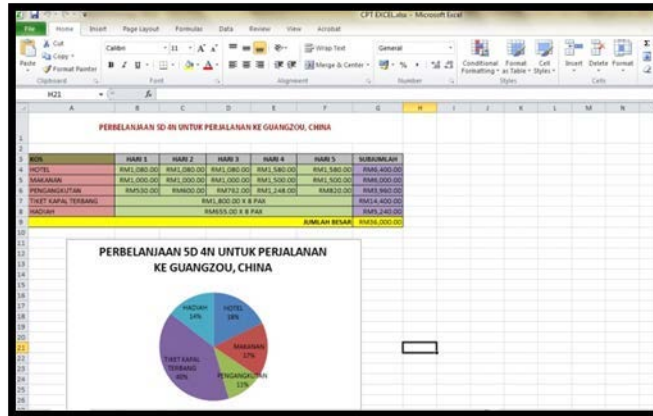 CPT EXCEL.xlsx - Microsoft Excel
File Home Insert Page Layout Formulas Data Review View Acrobat
Cut
Copy
Format Painter
Paste
Calibri 11
Wrap Text
Merge & Center
General
Conditional Formatting
Format as Table
Cell Styles
Insert Delete Format
Clipboard Font Alignment Number Styles Cells
H21 fx
A B C D E F G H I J K L M N
PERBELANJAAN 5D 4N UNTUK PERJALANAN KE GUANGZOU, CHINA
KOS HARI 1 HARI 2 HARI 3 HARI 4 HARI 5 SUBJUMLAH
HOTEL RM1,080.00 RM1,080.00 RM1,080.00 RM1,580.00 RM1,580.00 RM6,400.00
MAKANAN RM1,000.00 RM1,000.00 RM1,000.00 RM1,500.00 RM1,500.00 RM6,000.00
PENGANGKUTAN RM530.00 RM600.00 RM762.00 RM1,248.00 RM820.00 RM3,960.00
TIKET KAPAL TERBANG RM1,800.00 X 8 PAX RM14,400.00
HADIAH RM655.00 X 8 PAX RM5,240.00
JUMLAH BESAR RM36,000.00
PERBELANJAAN 5D 4N UNTUK PERJALANAN
KE GUANGZOU, CHINA
HADIAH
14%
HOTEL
18%
MAKANAN
17%
PENGANGKUTAN
11%
TIKET KAPAL
TERBANG
40%